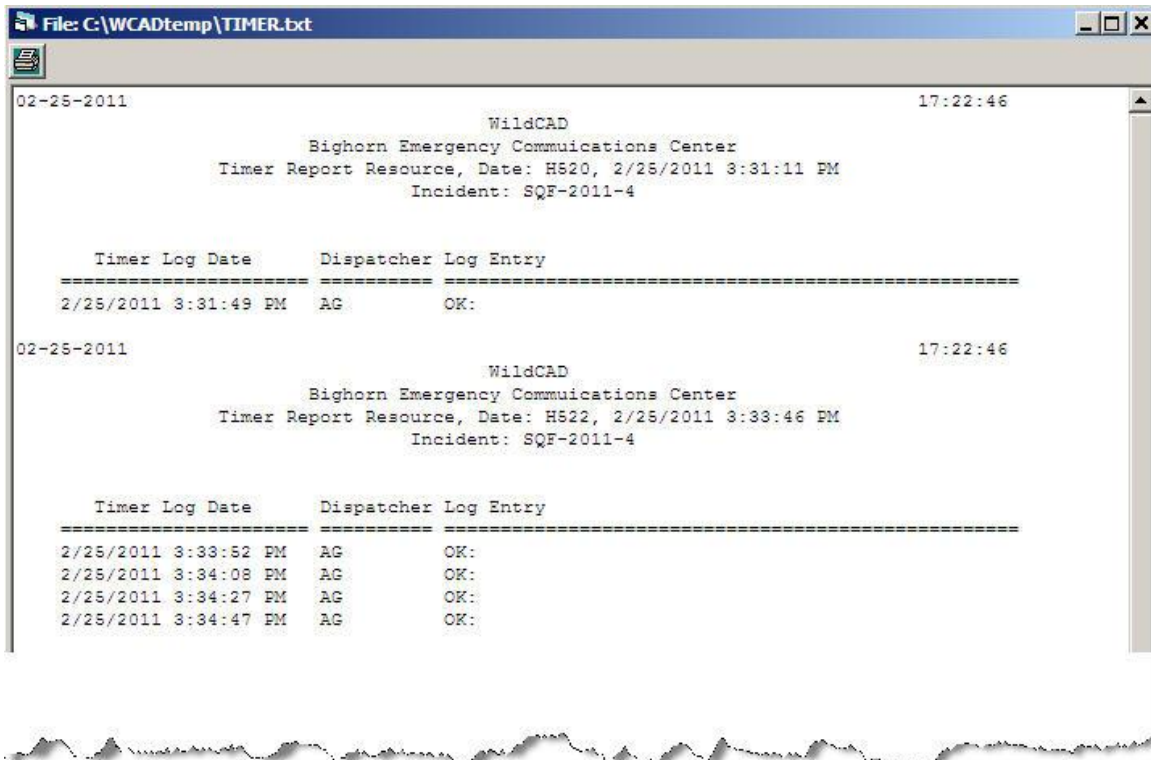 File: C:\WCADtemp\TIMER.txt
02-25-2011 17:22:46
WildCAD
Bighorn Emergency Commuications Center
Timer Report Resource, Date: H520, 2/25/2011 3:31:11 PM
Incident: SQF-2011-4
Timer Log Date Dispatcher Log Entry
====================== ========== ===================================================
2/25/2011 3:31:49 PM AG OK:
02-25-2011 17:22:46
WildCAD
Bighorn Emergency Commuications Center
Timer Report Resource, Date: H522, 2/25/2011 3:33:46 PM
Incident: SQF-2011-4
Timer Log Date Dispatcher Log Entry
====================== ========== ===================================================
2/25/2011 3:33:52 PM AG OK:
2/25/2011 3:34:08 PM AG OK:
2/25/2011 3:34:27 PM AG OK:
2/25/2011 3:34:47 PM AG OK: